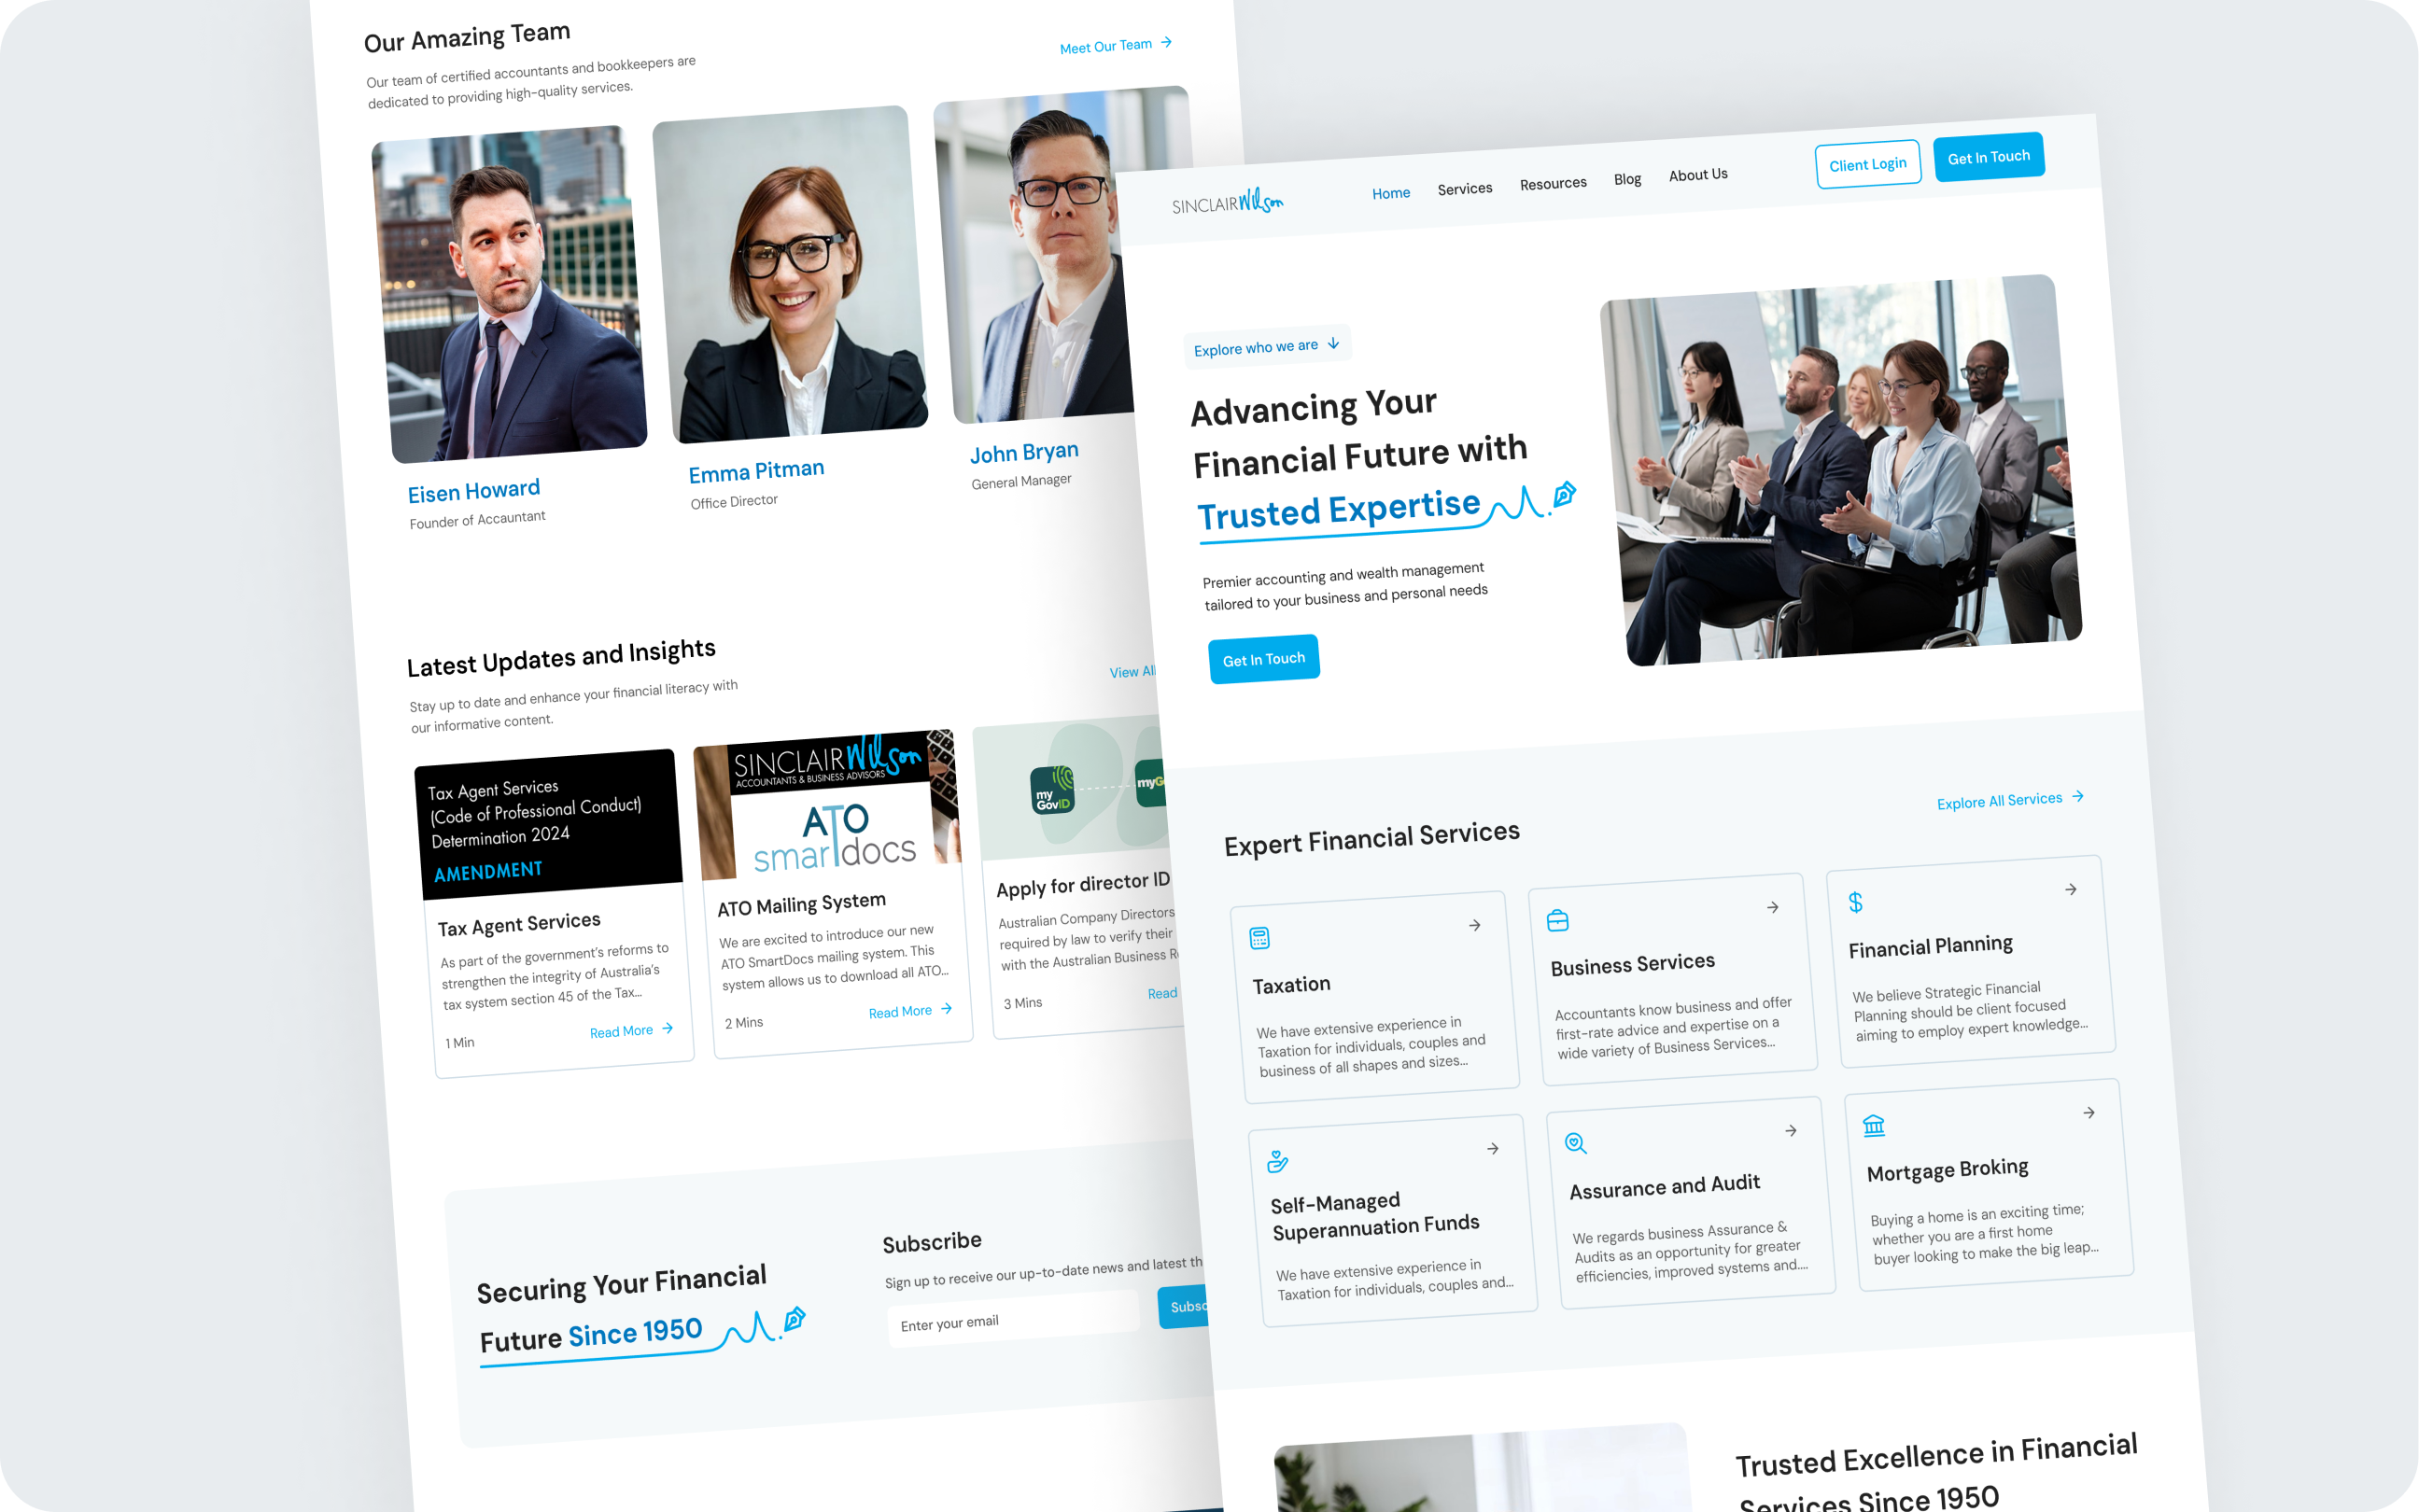 Our Amazing Team
Our team of certified accountants and bookkeepers are
dedicated to providing high-quality services.
Meet Our Team
Eisen Howard
Founder of Accauntant
Emma Pitman
Office Director
John Bryan
General Manager
Latest Updates and Insights
Stay up to date and enhance your financial literacy with
our informative content.
View All
Tax Agent Services
(Code of Professional Conduct)
Determination 2024
AMENDMENT
Tax Agent Services
As part of the government's reforms to
strengthen the integrity of Australia's
tax system section 45 of the Tax...
1 Min
Read More
SINCLAIR Wilson
ACCOUNTANTS & BUSINESS ADVISORS
ATO
smartdocs
ATO Mailing System
We are excited to introduce our new
ATO SmartDocs mailing system. This
system allows us to download all ATO...
2 Mins
Read More
my
GovID
myG
Apply for director ID
Australian Company Directors
required by law to verify their
with the Australian Business R
3 Mins
Read
Securing Your Financial
Future Since 1950
Subscribe
Sign up to receive our up-to-date news and latest th
Enter your email
Subsc
SINCLAIR Wilson
Home
Services
Resources
Blog
About Us
Client Login
Get In Touch
Explore who we are
Advancing Your
Financial Future with
Trusted Expertise
Premier accounting and wealth management
tailored to your business and personal needs
Get In Touch
Expert Financial Services
Explore All Services
Taxation
We have extensive experience in
Taxation for individuals, couples and
business of all shapes and sizes...
Business Services
Accountants know business and offer
first-rate advice and expertise on a
wide variety of Business Services...
$
Financial Planning
We believe Strategic Financial
Planning should be client focused
aiming to employ expert knowledge...
Self-Managed
Superannuation Funds
We have extensive experience in
Taxation for individuals, couples and...
Assurance and Audit
We regards business Assurance &
Audits as an opportunity for greater
efficiencies, improved systems and....
Mortgage Broking
Buying a home is an exciting time;
whether you are a first home
buyer looking to make the big leap...
Trusted Excellence in Financial
Services Since 1950